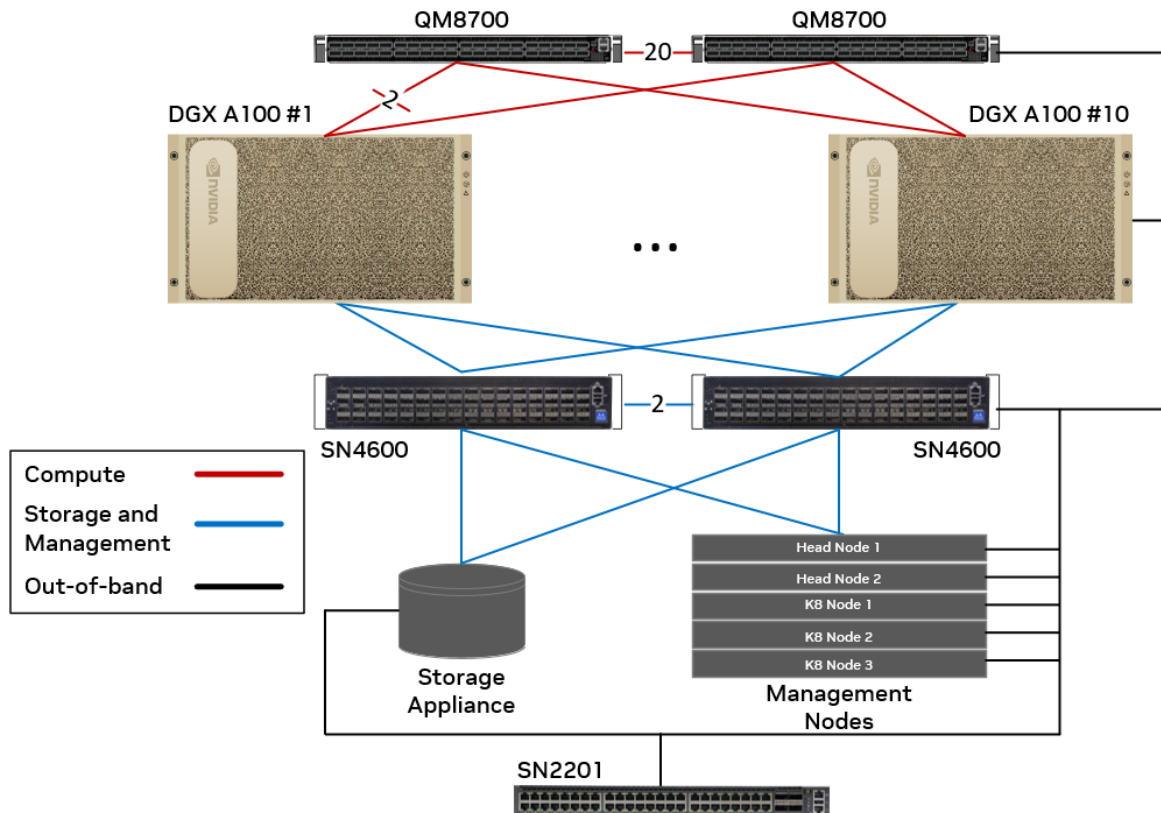 QM8700
QM8700
20
2
DGX A100 #1
DGX A100 #10
NVIDIA
NVIDIA
...
2
SN4600
SN4600
Compute
Storage and
Management
Out-of-band
Head Node 1
Head Node 2
K8 Node 1
K8 Node 2
K8 Node 3
Storage
Appliance
Management
Nodes
SN2201